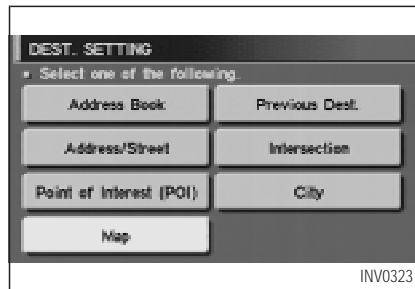 DEST. SETTING
Select one of the following.
Address Book
Previous Dest.
Address/Street
Intersection
Point of Interest (POI)
City
Map
INV0323